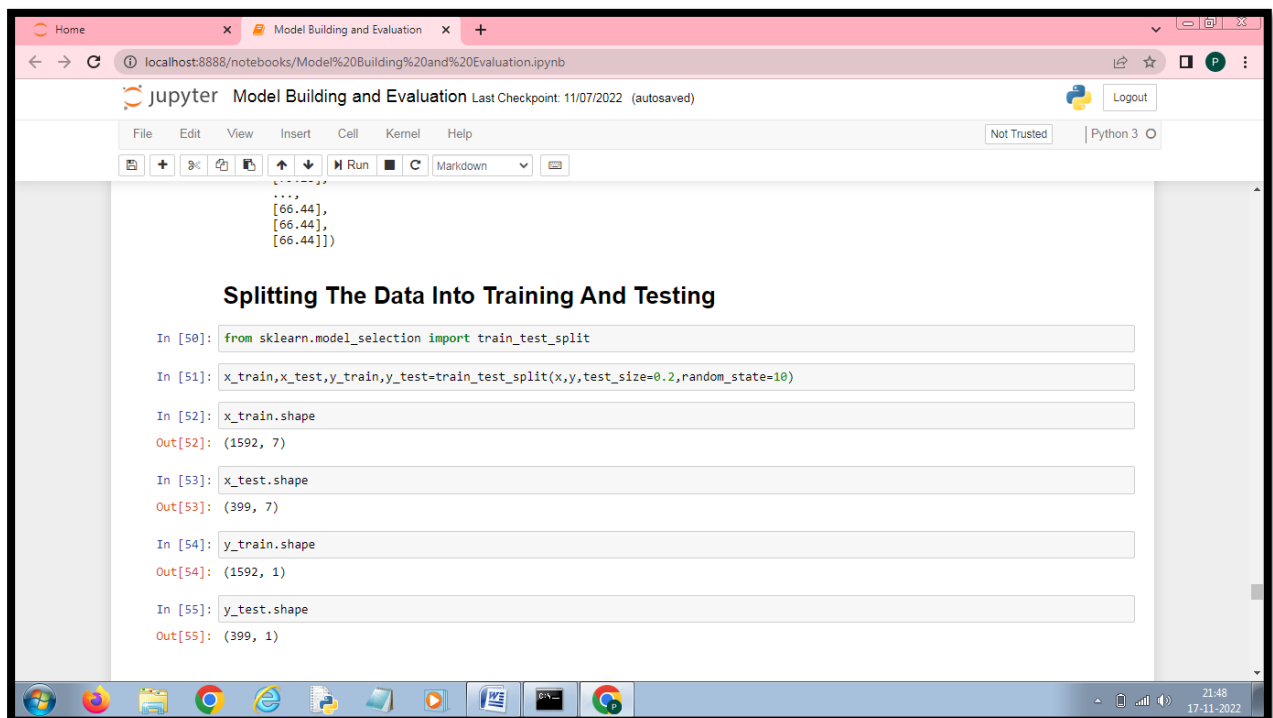 Home
Model Building and Evaluation
localhost:8888/notebooks/Model%20Building%20and%20Evaluation.ipynb
P
jupyter Model Building and Evaluation Last Checkpoint: 11/07/2022 (autosaved)
Logout
File Edit View Insert Cell Kernel Help
Not Trusted
Python 3
Run
Markdown
...,
[66.44],
[66.44],
[66.44]])
Splitting The Data Into Training And Testing
In [50]: from sklearn.model_selection import train_test_split
In [51]: x_train,x_test,y_train,y_test=train_test_split(x,y,test_size=0.2,random_state=10)
In [52]: x_train.shape
Out[52]: (1592, 7)
In [53]: x_test.shape
Out[53]: (399, 7)
In [54]: y_train.shape
Out[54]: (1592, 1)
In [55]: y_test.shape
Out[55]: (399, 1)
21:48
17-11-2022